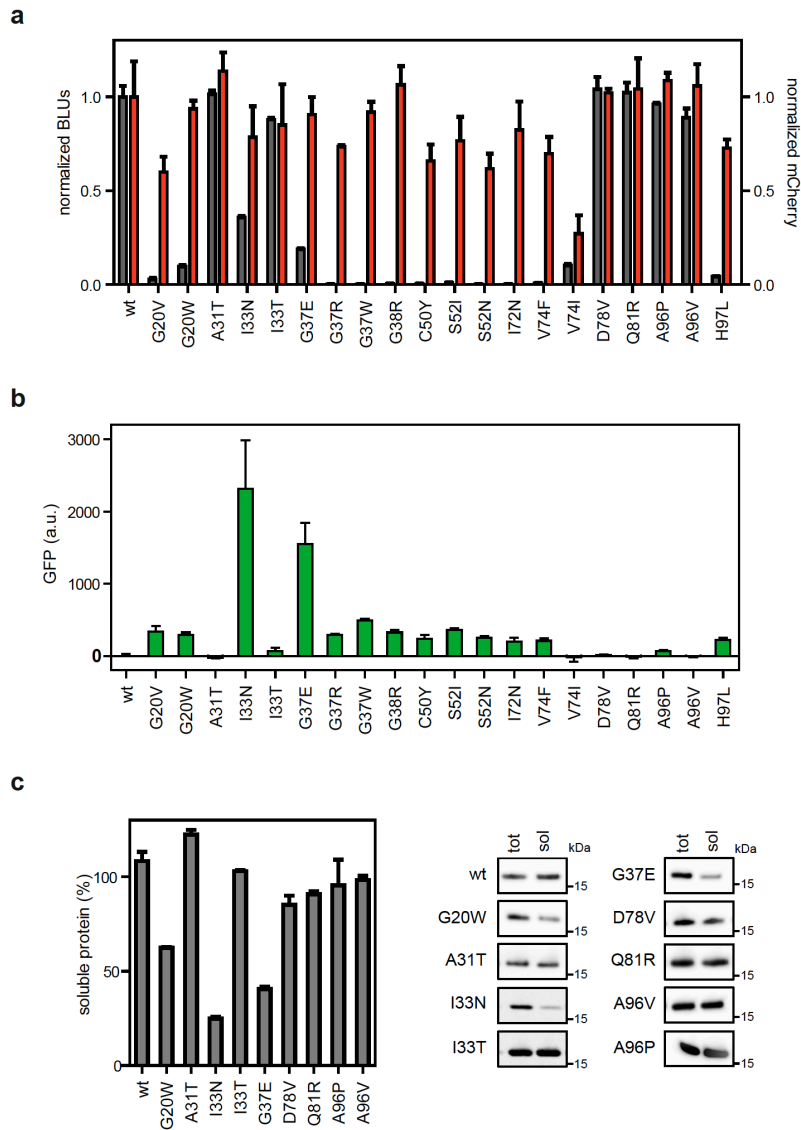 a
normalized BLUs
normalized mCherry
1.0
0.5
0.0
1.0
0.5
0.0
wt G20V G20W A31T I33N I33T G37E G37R G37W G38R C50Y S52I S52N I72N V74F V74I D78V Q81R A96P A96V H97L
b
GFP (a.u.)
3000
2000
1000
0
wt G20V G20W A31T I33N I33T G37E G37R G37W G38R C50Y S52I S52N I72N V74F V74I D78V Q81R A96P A96V H97L
c
soluble protein (%)
100
50
0
wt G20W A31T I33N I33T G37E D78V Q81R A96P A96V
tot sol kDa
wt 15
G20W 15
A31T 15
I33N 15
I33T 15
tot sol kDa
G37E 15
D78V 15
Q81R 15
A96V 15
A96P 15